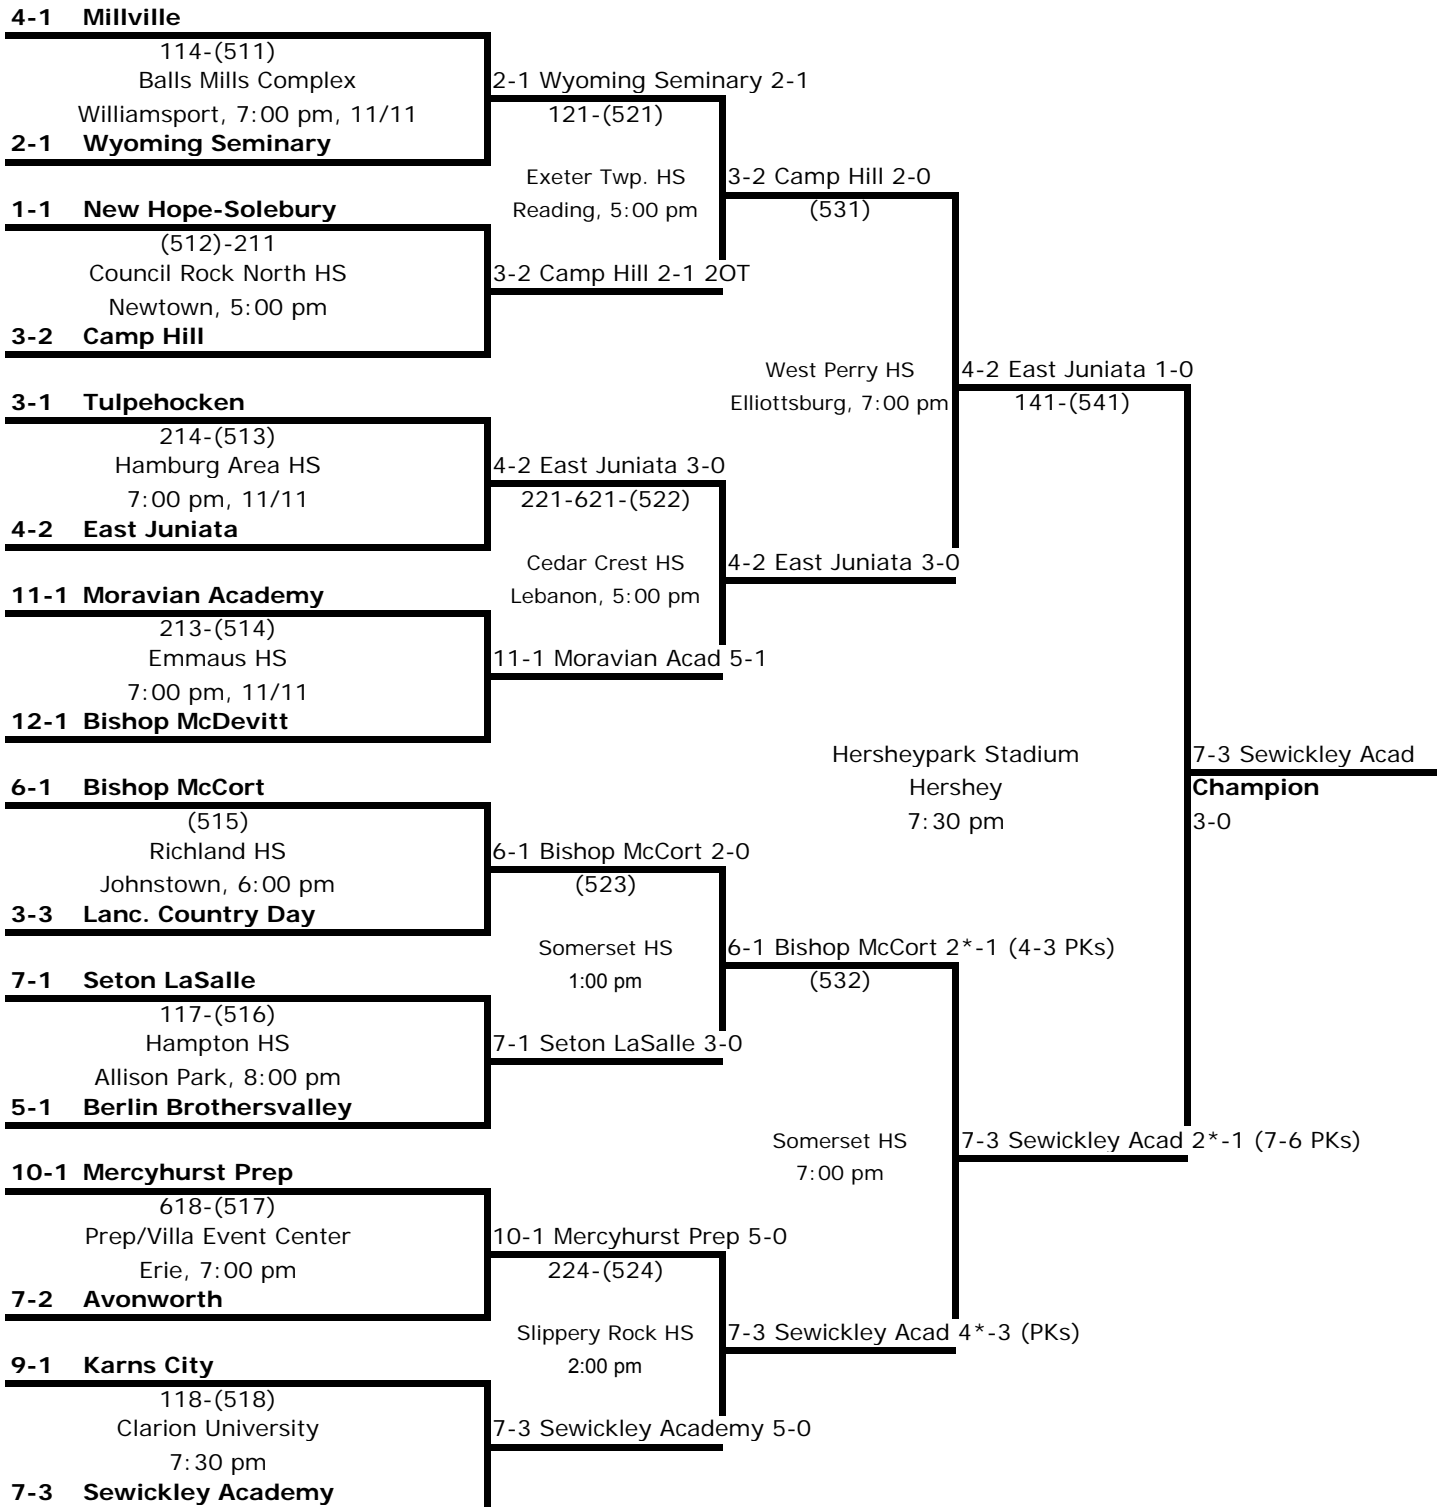 4-1 Millville
114-(511)
Balls Mills Complex
Williamsport, 7:00 pm, 11/11
2-1 Wyoming Seminary
2-1 Wyoming Seminary 2-1
121-(521)
Exeter Twp. HS
Reading, 5:00 pm
1-1 New Hope-Solebury
(512)-211
Council Rock North HS
Newtown, 5:00 pm
3-2 Camp Hill
3-2 Camp Hill 2-1 2OT
3-2 Camp Hill 2-0
(531)
West Perry HS
Elliottsburg, 7:00 pm
3-1 Tulpehocken
214-(513)
Hamburg Area HS
7:00 pm, 11/11
4-2 East Juniata
4-2 East Juniata 3-0
221-621-(522)
Cedar Crest HS
Lebanon, 5:00 pm
11-1 Moravian Academy
213-(514)
Emmaus HS
7:00 pm, 11/11
12-1 Bishop McDevitt
11-1 Moravian Acad 5-1
4-2 East Juniata 3-0
4-2 East Juniata 1-0
141-(541)
Hersheypark Stadium
Hershey
7:30 pm
7-3 Sewickley Acad
Champion
3-0
6-1 Bishop McCort
(515)
Richland HS
Johnstown, 6:00 pm
3-3 Lanc. Country Day
6-1 Bishop McCort 2-0
(523)
Somerset HS
1:00 pm
7-1 Seton LaSalle
117-(516)
Hampton HS
Allison Park, 8:00 pm
5-1 Berlin Brothersvalley
7-1 Seton LaSalle 3-0
6-1 Bishop McCort 2*-1 (4-3 PKs)
(532)
Somerset HS
7:00 pm
7-3 Sewickley Acad 2*-1 (7-6 PKs)
10-1 Mercyhurst Prep
618-(517)
Prep/Villa Event Center
Erie, 7:00 pm
7-2 Avonworth
10-1 Mercyhurst Prep 5-0
224-(524)
Slippery Rock HS
2:00 pm
7-3 Sewickley Acad 4*-3 (PKs)
9-1 Karns City
118-(518)
Clarion University
7:30 pm
7-3 Sewickley Academy
7-3 Sewickley Academy 5-0